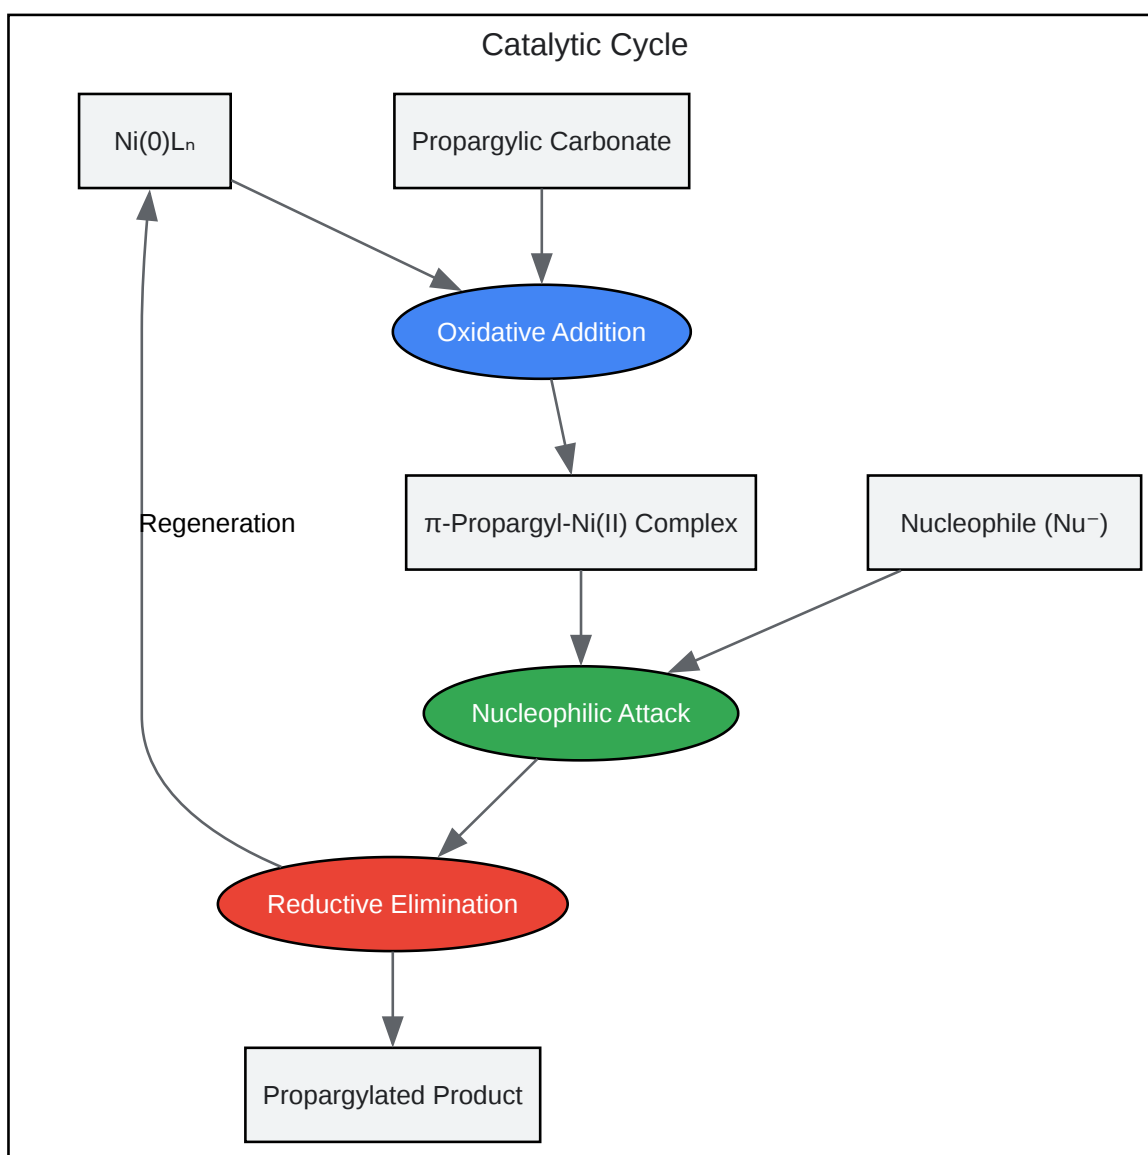 Catalytic Cycle
Ni(0)Lₙ
Propargylic Carbonate
Oxidative Addition
Regeneration
π-Propargyl-Ni(II) Complex
Nucleophile (Nu⁻)
Nucleophilic Attack
Reductive Elimination
Propargylated Product